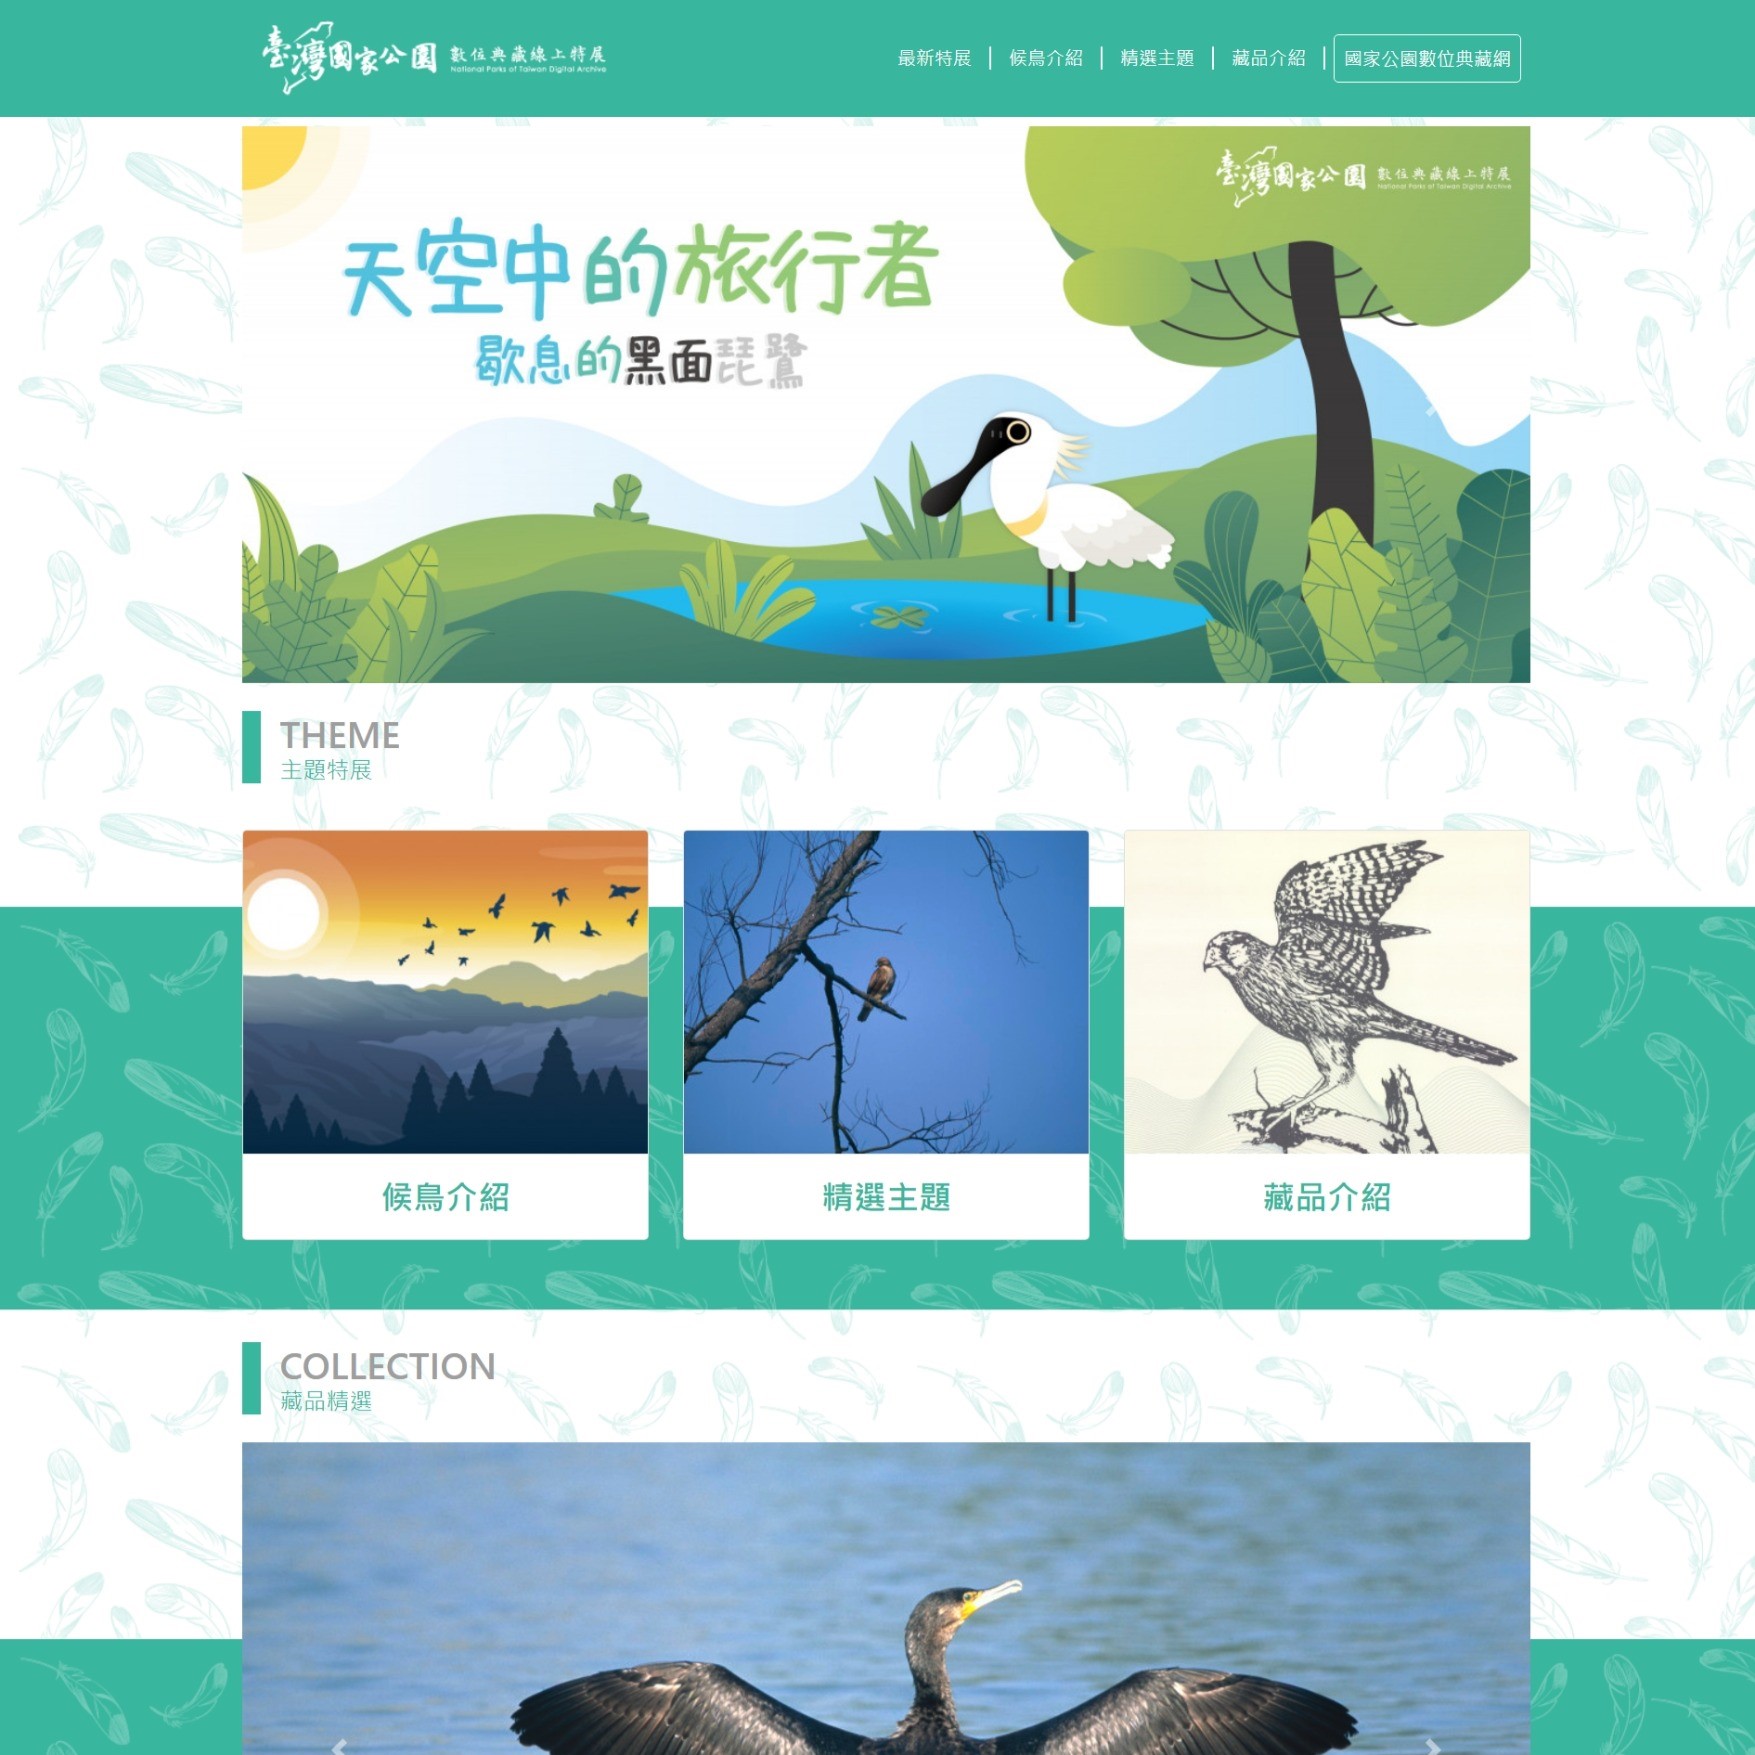 臺灣國家公園 數位典藏線上特展
National Parks of Taiwan Digital Archive
最新特展 | 候鳥介紹 | 精選主題 | 藏品介紹 | 國家公園數位典藏網
臺灣國家公園 數位典藏線上特展
National Parks of Taiwan Digital Archive
天空中的旅行者
歇息的黑面琵鷺
THEME
主題特展
候鳥介紹
精選主題
藏品介紹
COLLECTION
藏品精選